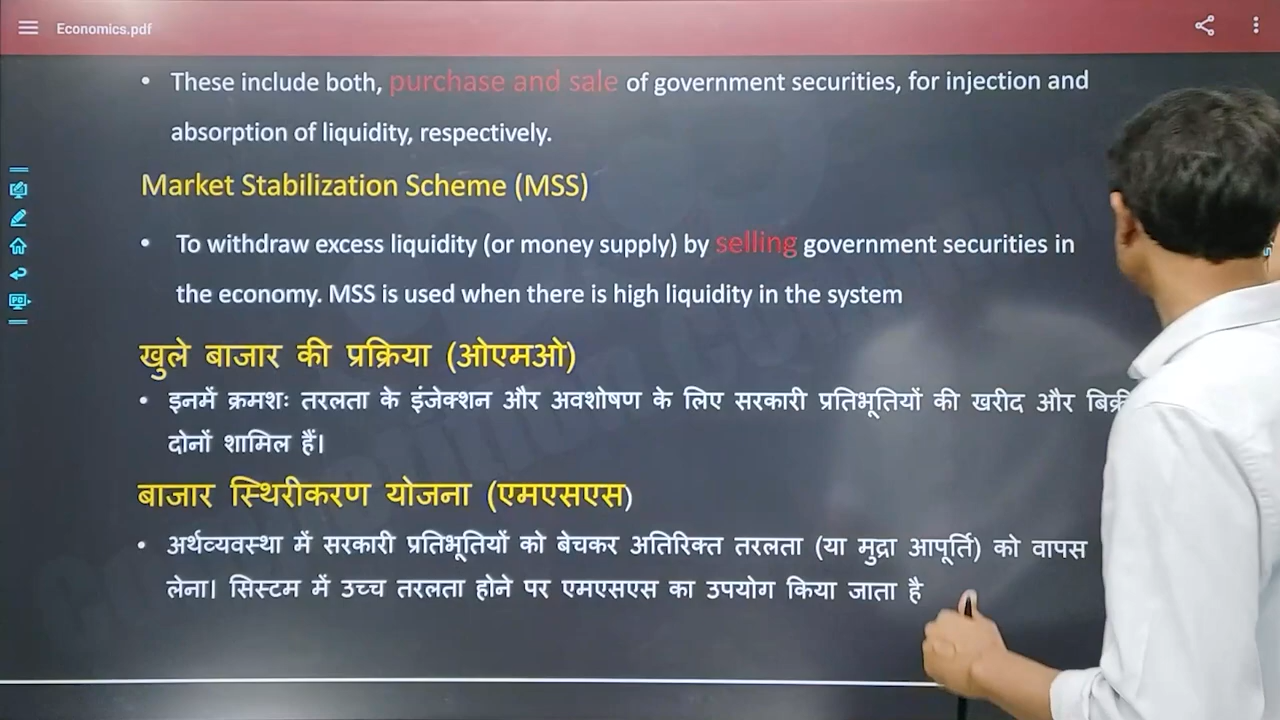 Economics.pdf
• These include both, purchase and sale of government securities, for injection and
absorption of liquidity, respectively.
Market Stabilization Scheme (MSS)
• To withdraw excess liquidity (or money supply) by selling government securities in
the economy. MSS is used when there is high liquidity in the system
खुले बाजार की प्रक्रिया (ओएमओ)
• इनमें क्रमशः तरलता के इंजेक्शन और अवशोषण के लिए सरकारी प्रतिभूतियों की खरीद और
दोनों शामिल हैं।
बाजार स्थिरीकरण योजना (एमएसएस)
• अर्थव्यवस्था में सरकारी प्रतिभूतियों को बेचकर अतिरिक्त तरलता (या मुद्रा आपूर्ति) को वापस
लेना। सिस्टम में उच्च तरलता होने पर एमएसएस का उपयोग किया जाता है